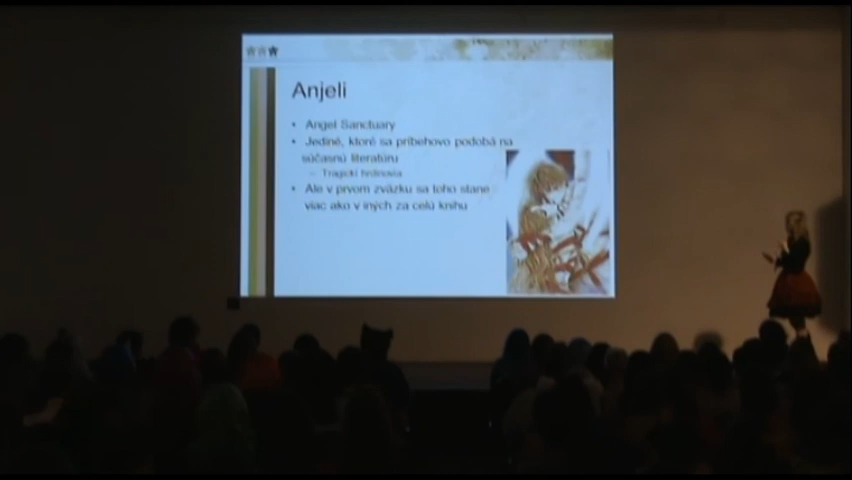 Anjeli
• Angel Sanctuary
• Jediné, ktoré sa príbehovo podobá na
súčasnú literatúru
– Tragickí hrdinovia
• Ale v prvom zväzku sa toho stane
viac ako v iných za celú knihu